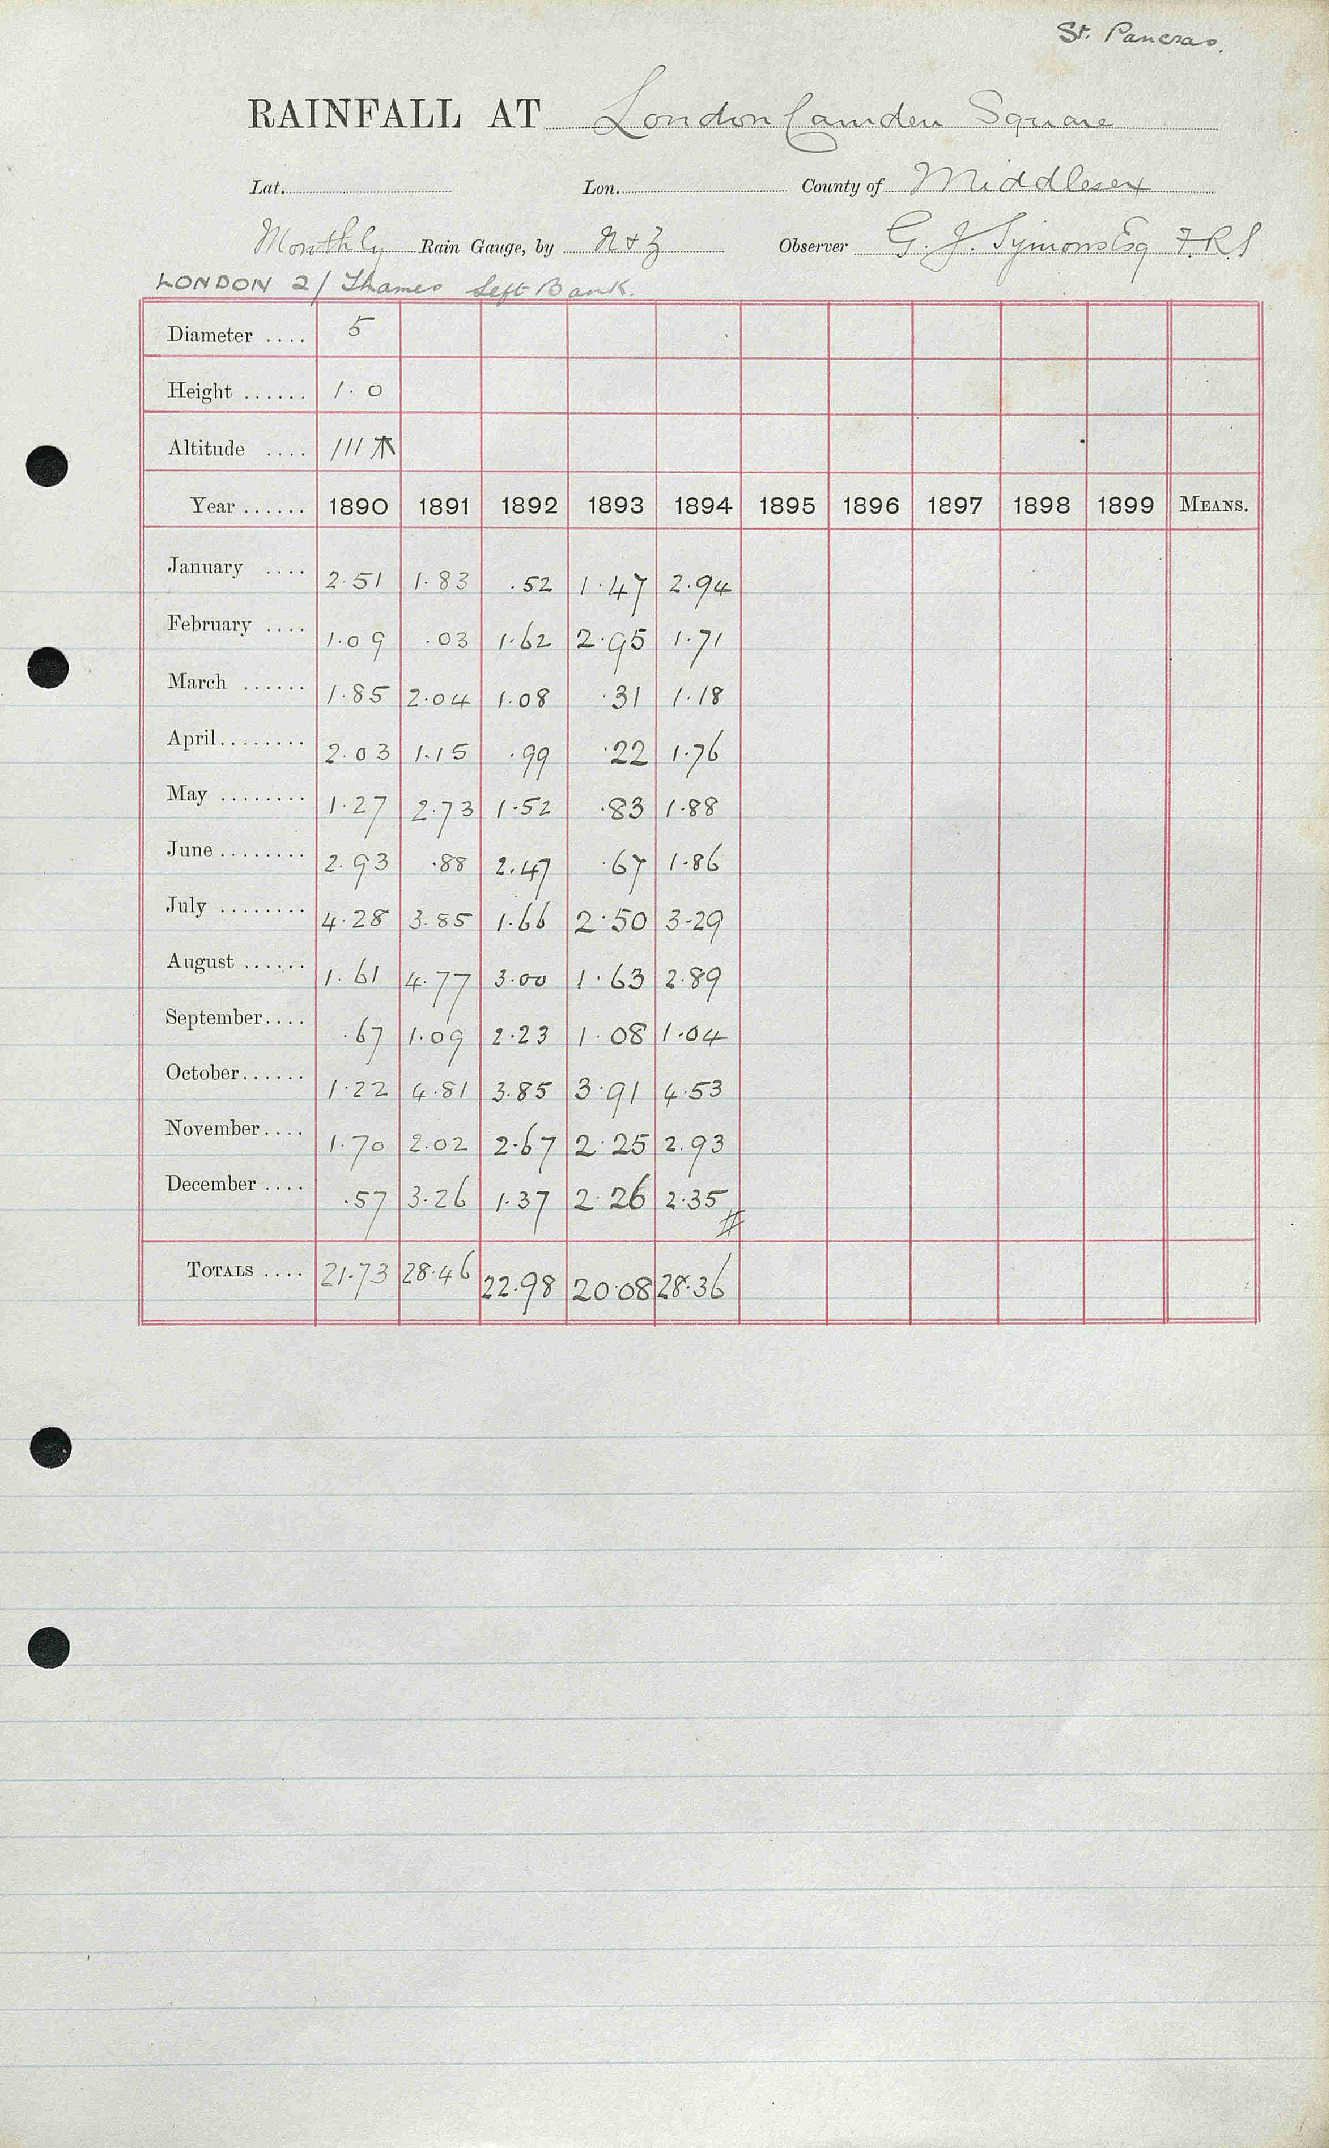 St. Pancras.
RAINFALL AT London Camden Square
Lat. Lon. County of Middlesex
Monthly Rain Gauge, by N & Z Observer G. J. Symons Esq F.R.S
LONDON 2 / Thames Left Bank.
Diameter .... 5
Height ...... 1.0
Altitude .... 111
Year ...... 1890 1891 1892 1893 1894 1895 1896 1897 1898 1899 MEANS.
January .... 2.51 1.83 .52 1.47 2.94
February .... 1.09 .03 1.62 2.95 1.71
March ...... 1.85 2.04 1.08 .31 1.18
April........ 2.03 1.15 .99 .22 1.76
May ........ 1.27 2.73 1.52 .83 1.88
June........ 2.93 .88 2.47 .67 1.86
July ........ 4.28 3.85 1.66 2.50 3.29
August ...... 1.61 4.77 3.00 1.63 2.89
September.... .67 1.09 2.23 1.08 1.04
October...... 1.22 4.81 3.85 3.91 4.53
November.... 1.70 2.02 2.67 2.25 2.93
December .... .57 3.26 1.37 2.26 2.35
TOTALS .... 21.73 28.46 22.98 20.08 28.36